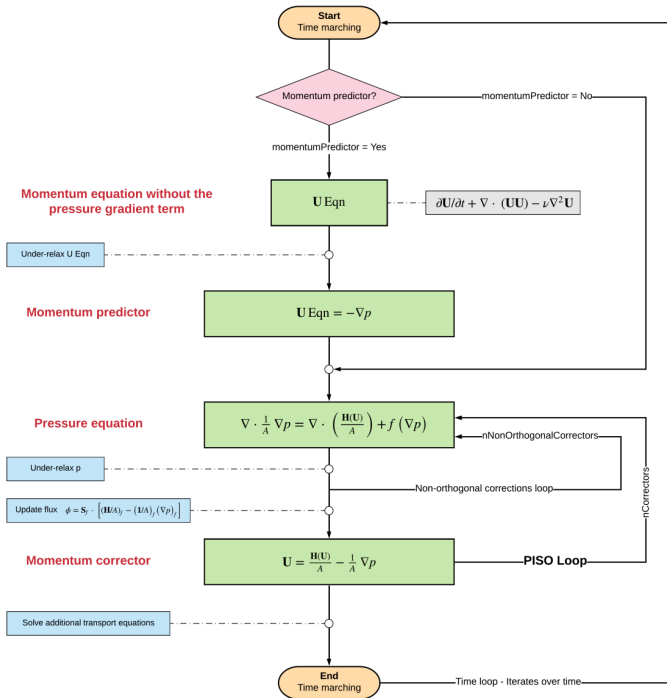 Start
Time marching
Momentum predictor?
momentumPredictor = No
momentumPredictor = Yes
Momentum equation without the
pressure gradient term
U Eqn
∂U/∂t + ∇ · (UU) − ν∇²U
Under-relax U Eqn
Momentum predictor
U Eqn = −∇p
Pressure equation
∇ · 1/A ∇p = ∇ · (H(U)/A) + f (∇p)
nNonOrthogonalCorrectors
Under-relax p
Non-orthogonal corrections loop
nCorrectors
Update flux ϕ = S_f · [(H/A)_f − (1/A)_f (∇p)_f]
Momentum corrector
U = H(U)/A − 1/A ∇p
PISO Loop
Solve additional transport equations
End
Time marching
Time loop - Iterates over time